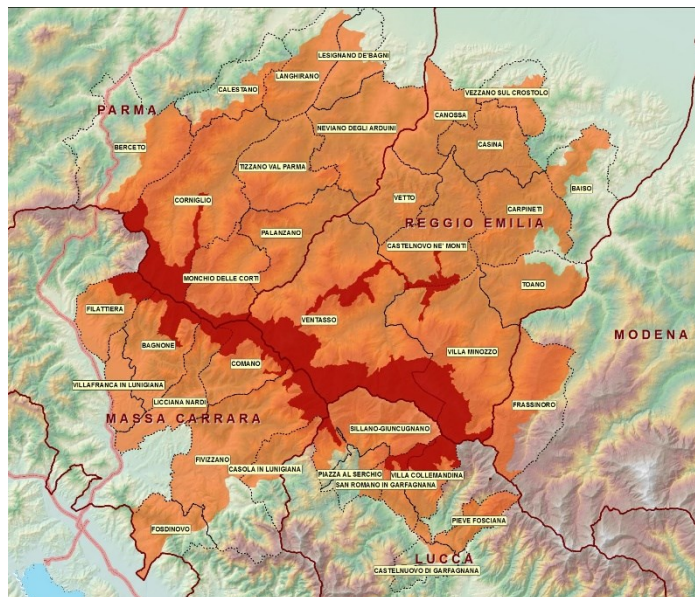 LESIGNANO DE'BAGNI
LANGHIRANO
CALESTANO
VEZZANO SUL CROSTOLO
PARMA
CANOSSA
NEVIANO DEGLI ARDUINI
BERCETO
CASINA
TIZZANO VAL PARMA
BAISO
CORNIGLIO
VETTO
CARPINETI
REGGIO EMILIA
PALANZANO
CASTELNOVO NE' MONTI
MONCHIO DELLE CORTI
TOANO
FILATTIERA
VENTASSO
MODENA
BAGNONE
VILLA MINOZZO
COMANO
VILLAFRANCA IN LUNIGIANA
LICCIANA NARDI
FRASSINORO
MASSA CARRARA
SILLANO-GIUNCUGNANO
FIVIZZANO
CASOLA IN LUNIGIANA
PIAZZA AL SERCHIO
VILLA COLLEMANDINA
SAN ROMANO IN GARFAGNANA
PIEVE FOSCIANA
FOSDINOVO
LUCCA
CASTELNUOVO DI GARFAGNANA